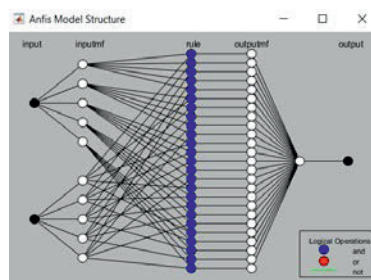 Anfis Model Structure
input inputmf rule outputmf output
Logical Operations
and
or
not